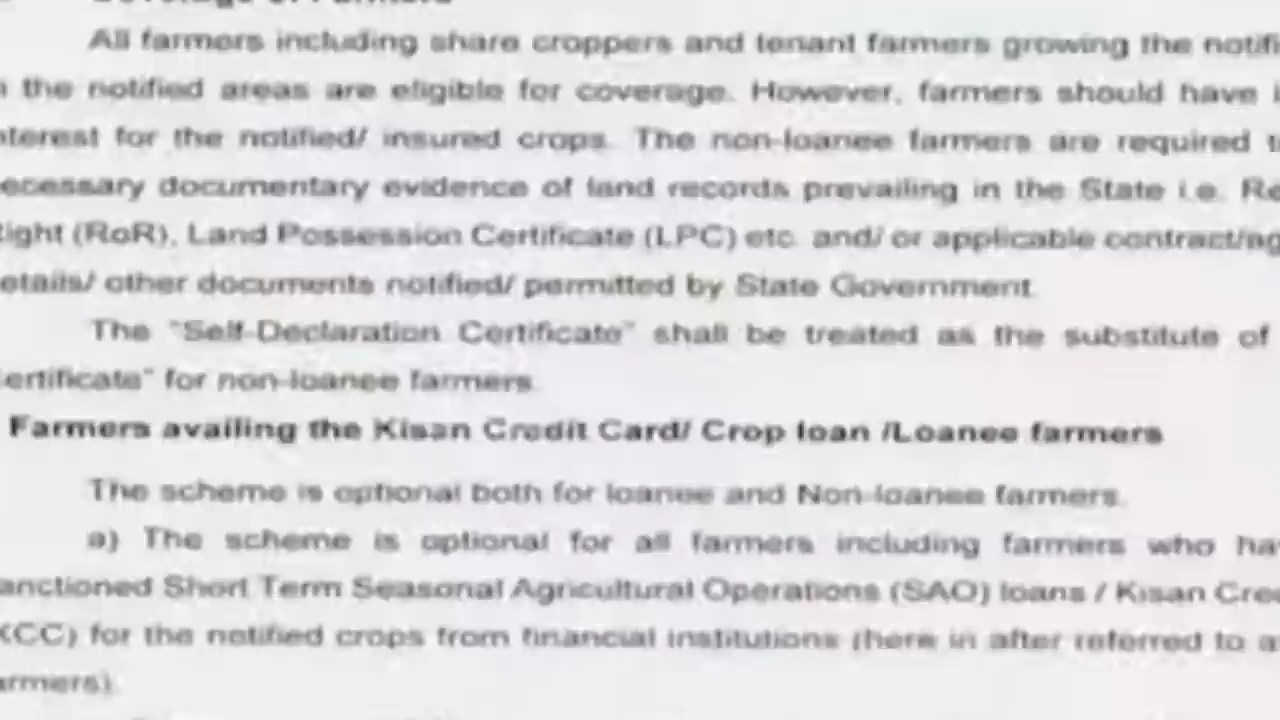 Coverage of Farmers
All farmers including share croppers and tenant farmers growing the notifi
the notified areas are eligible for coverage. However, farmers should have i
nterest for the notified/ insured crops. The non-loanee farmers are required t
ecessary documentary evidence of land records prevailing in the State i.e. Re
Right (RoR), Land Possession Certificate (LPC) etc. and/ or applicable contract/ag
etails/ other documents notified/ permitted by State Government.
The "Self-Declaration Certificate" shall be treated as the substitute of
ertificate" for non-loanee farmers.
Farmers availing the Kisan Credit Card/ Crop loan /Loanee farmers
The scheme is optional both for loanee and Non-loanee farmers.
a) The scheme is optional for all farmers including farmers who ha
anctioned Short Term Seasonal Agricultural Operations (SAO) loans / Kisan Cre
KCC) for the notified crops from financial institutions (here in after referred to a
armers).